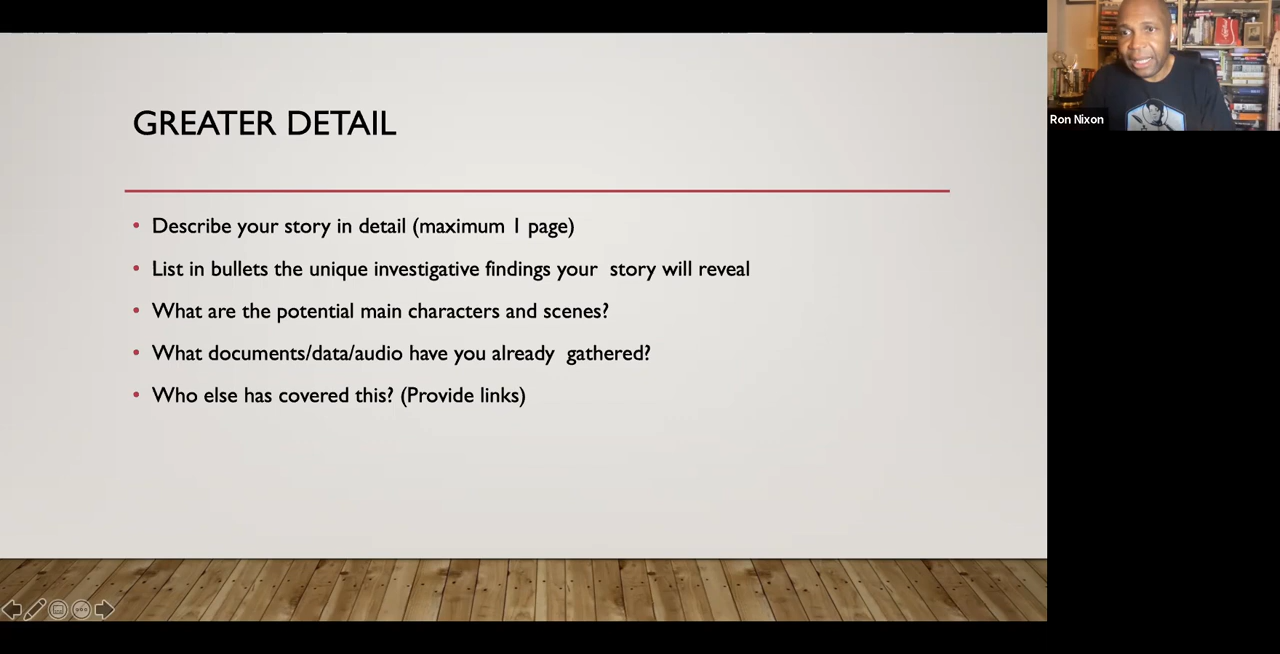 GREATER DETAIL
• Describe your story in detail (maximum 1 page)
• List in bullets the unique investigative findings your  story will reveal
• What are the potential main characters and scenes?
• What documents/data/audio have you already  gathered?
• Who else has covered this? (Provide links)
Ron Nixon